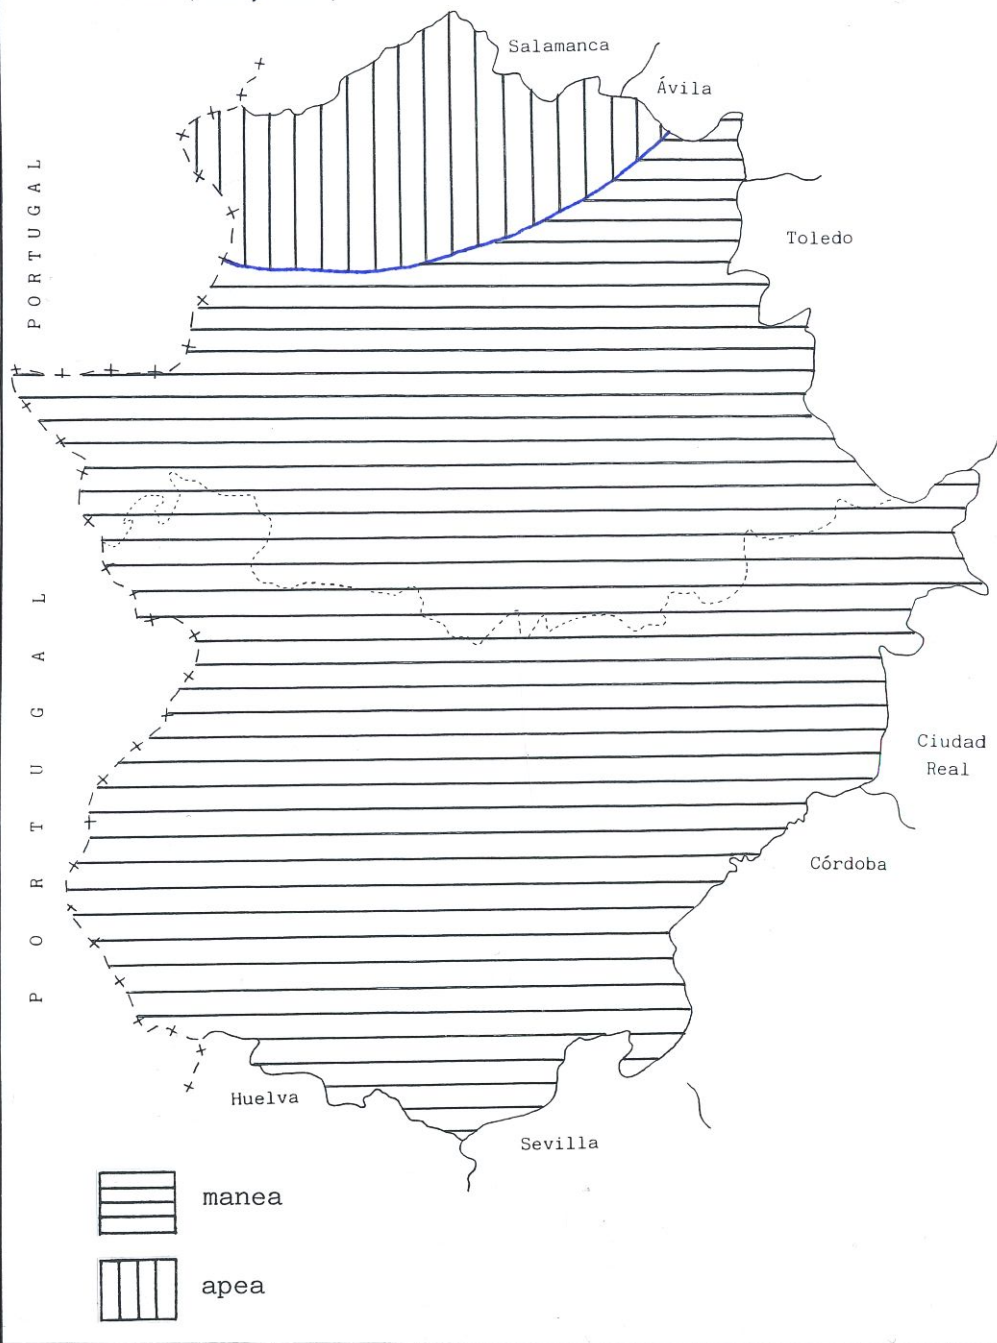 Salamanca
Ávila
PORTUGAL
Toledo
PORTUGAL
Ciudad
Real
Córdoba
Huelva
Sevilla
manea
apea